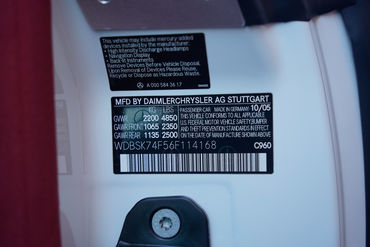 This vehicle may include mercury added
devices installed by the manufacturer:
• High Intensity Discharge Headlamps
• Navigation Display
• Back-lit Instruments
Remove Devices Before Vehicle Disposal.
Upon Removal of Devices Please Reuse,
Recycle or Dispose as Hazardous Waste.
A 000 584 36 17
MFD BY DAIMLERCHRYSLER AG STUTTGART
KG LBS PASSENGER CAR MADE IN GERMANY 10/05
GVWR 2200 4850 THIS VEHICLE CONFORMS TO ALL APPLICABLE
GAWR FRONT 1065 2350 FEDERAL MOTOR VEHICLE SAFETY, BUMPER
GAWR REAR 1135 2500 AND THEFT PREVENTION STANDARDS IN EFFECT
ON THE DATE OF MANUFACTURE SHOWN ABOVE
WDBSK74F56F114168
C960